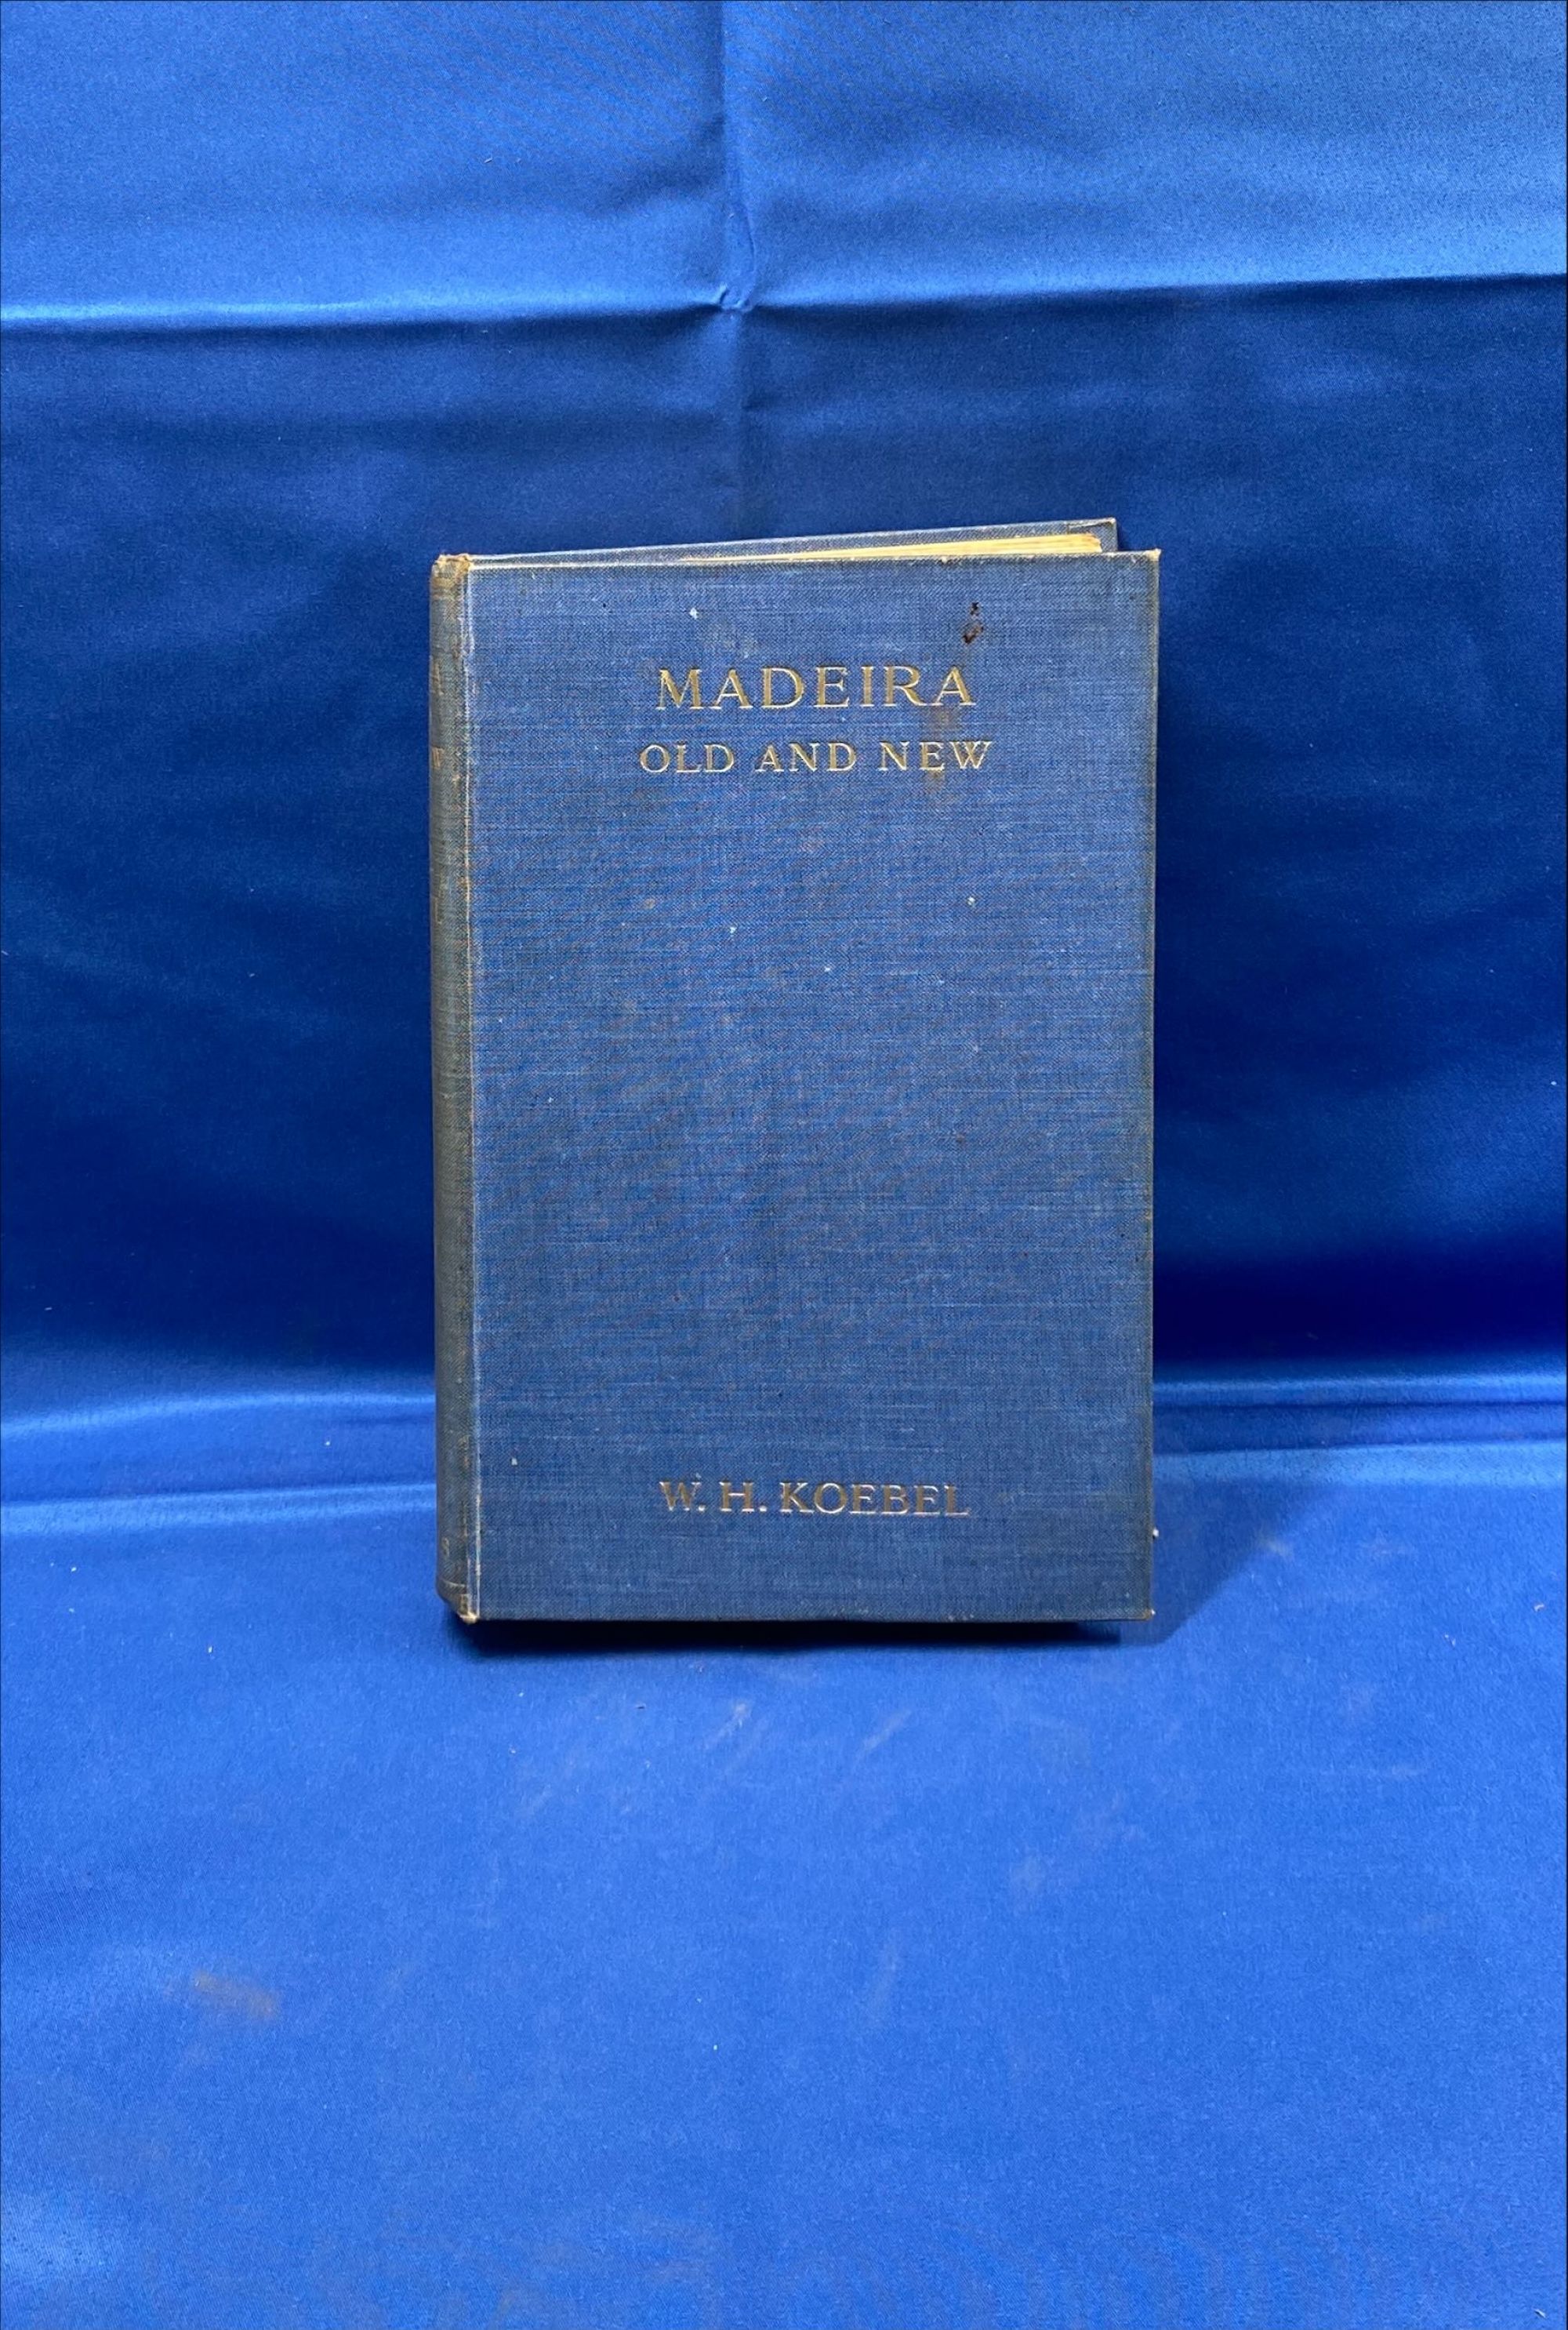 MADEIRA
OLD AND NEW
W. H. KOEBEL